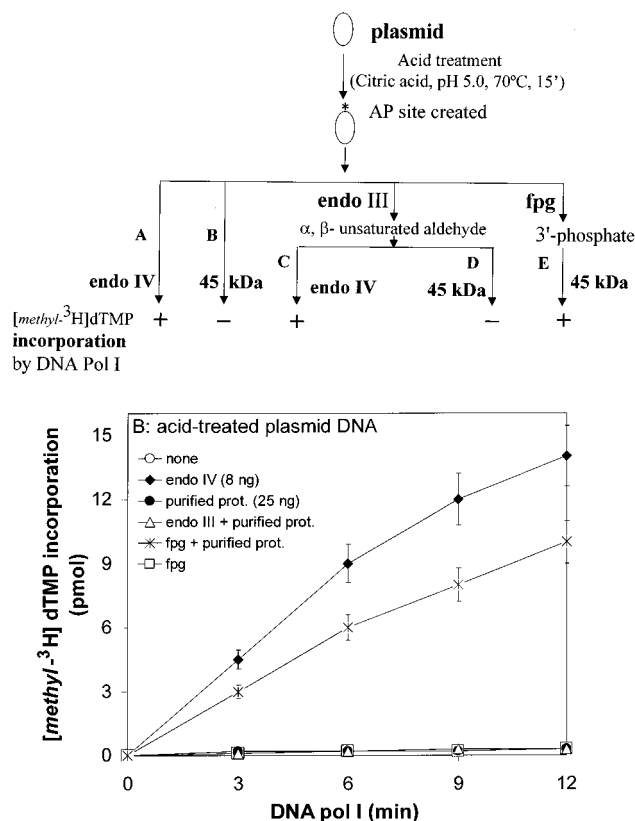 plasmid
Acid treatment
(Citric acid, pH 5.0, 70ºC, 15')
*
AP site created
endo III
fpg
α, β- unsaturated aldehyde
3'-phosphate
A
B
C
D
E
endo IV
45 kDa
endo IV
45 kDa
45 kDa
[methyl-³H]dTMP
+ − + − +
incorporation
by DNA Pol I
B: acid-treated plasmid DNA
none
endo IV (8 ng)
purified prot. (25 ng)
endo III + purified prot.
fpg + purified prot.
fpg
[methyl-³H] dTMP incorporation
(pmol)
15
12
9
6
3
0
0 3 6 9 12
DNA pol I (min)